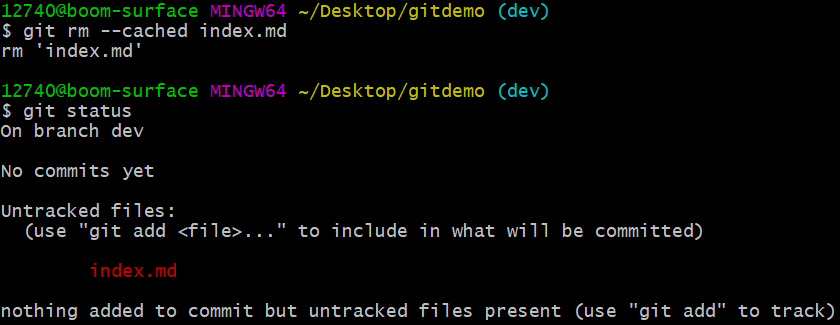 12740@boom-surface MINGW64 ~/Desktop/gitdemo (dev)
$ git rm --cached index.md
rm 'index.md'
12740@boom-surface MINGW64 ~/Desktop/gitdemo (dev)
$ git status
On branch dev
No commits yet
Untracked files:
  (use "git add <file>..." to include in what will be committed)
        index.md
nothing added to commit but untracked files present (use "git add" to track)